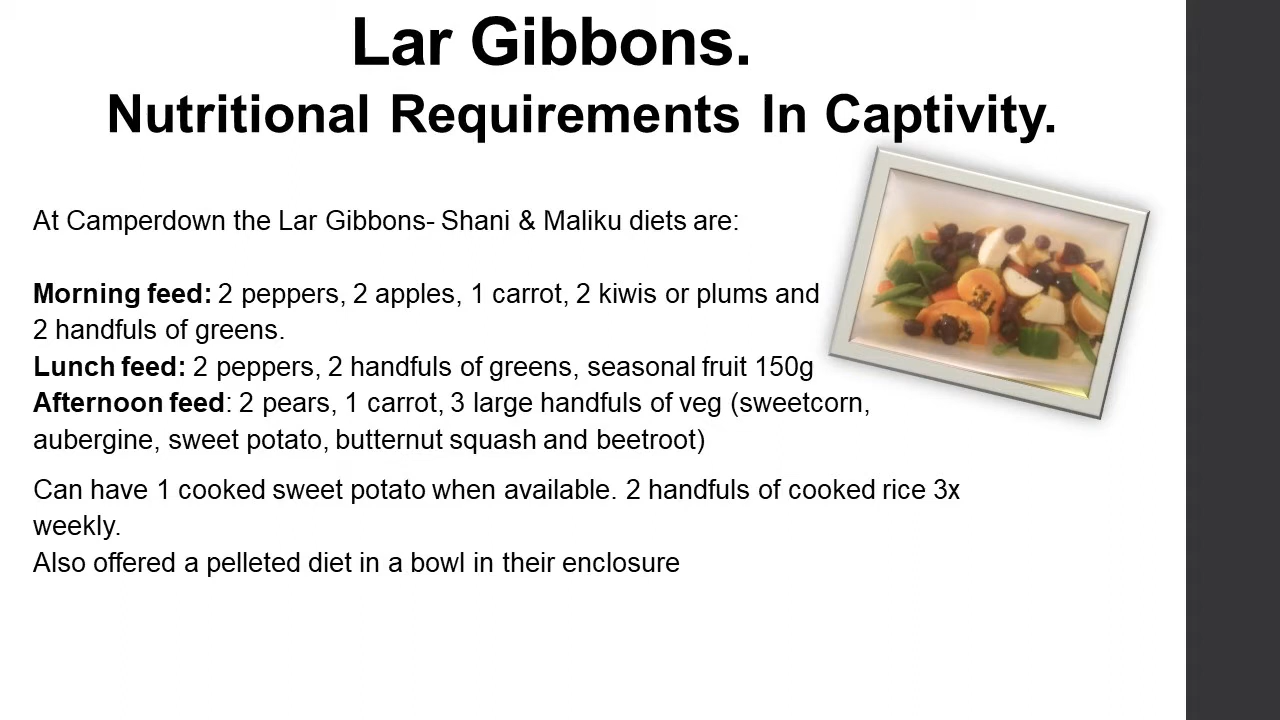 Lar Gibbons.
Nutritional Requirements In Captivity.
At Camperdown the Lar Gibbons- Shani & Maliku diets are:
Morning feed: 2 peppers, 2 apples, 1 carrot, 2 kiwis or plums and
2 handfuls of greens.
Lunch feed: 2 peppers, 2 handfuls of greens, seasonal fruit 150g
Afternoon feed: 2 pears, 1 carrot, 3 large handfuls of veg (sweetcorn,
aubergine, sweet potato, butternut squash and beetroot)
Can have 1 cooked sweet potato when available. 2 handfuls of cooked rice 3x
weekly.
Also offered a pelleted diet in a bowl in their enclosure